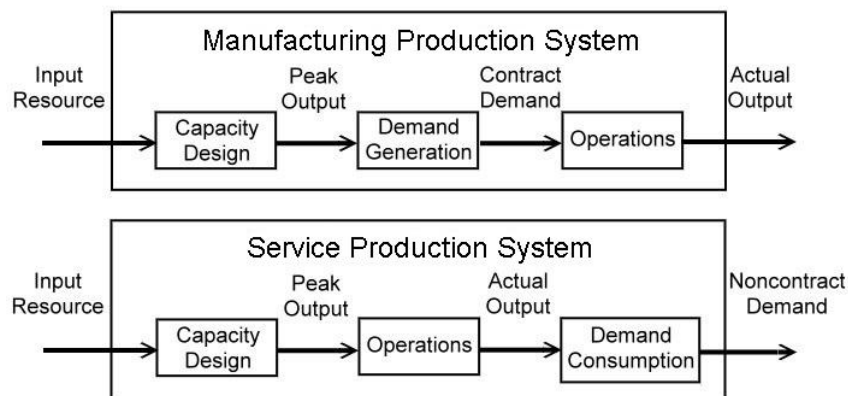 Manufacturing Production System
Input
Resource
Peak
Output
Contract
Demand
Actual
Output
Capacity
Design
Demand
Generation
Operations
Service Production System
Input
Resource
Peak
Output
Actual
Output
Noncontract
Demand
Capacity
Design
Operations
Demand
Consumption